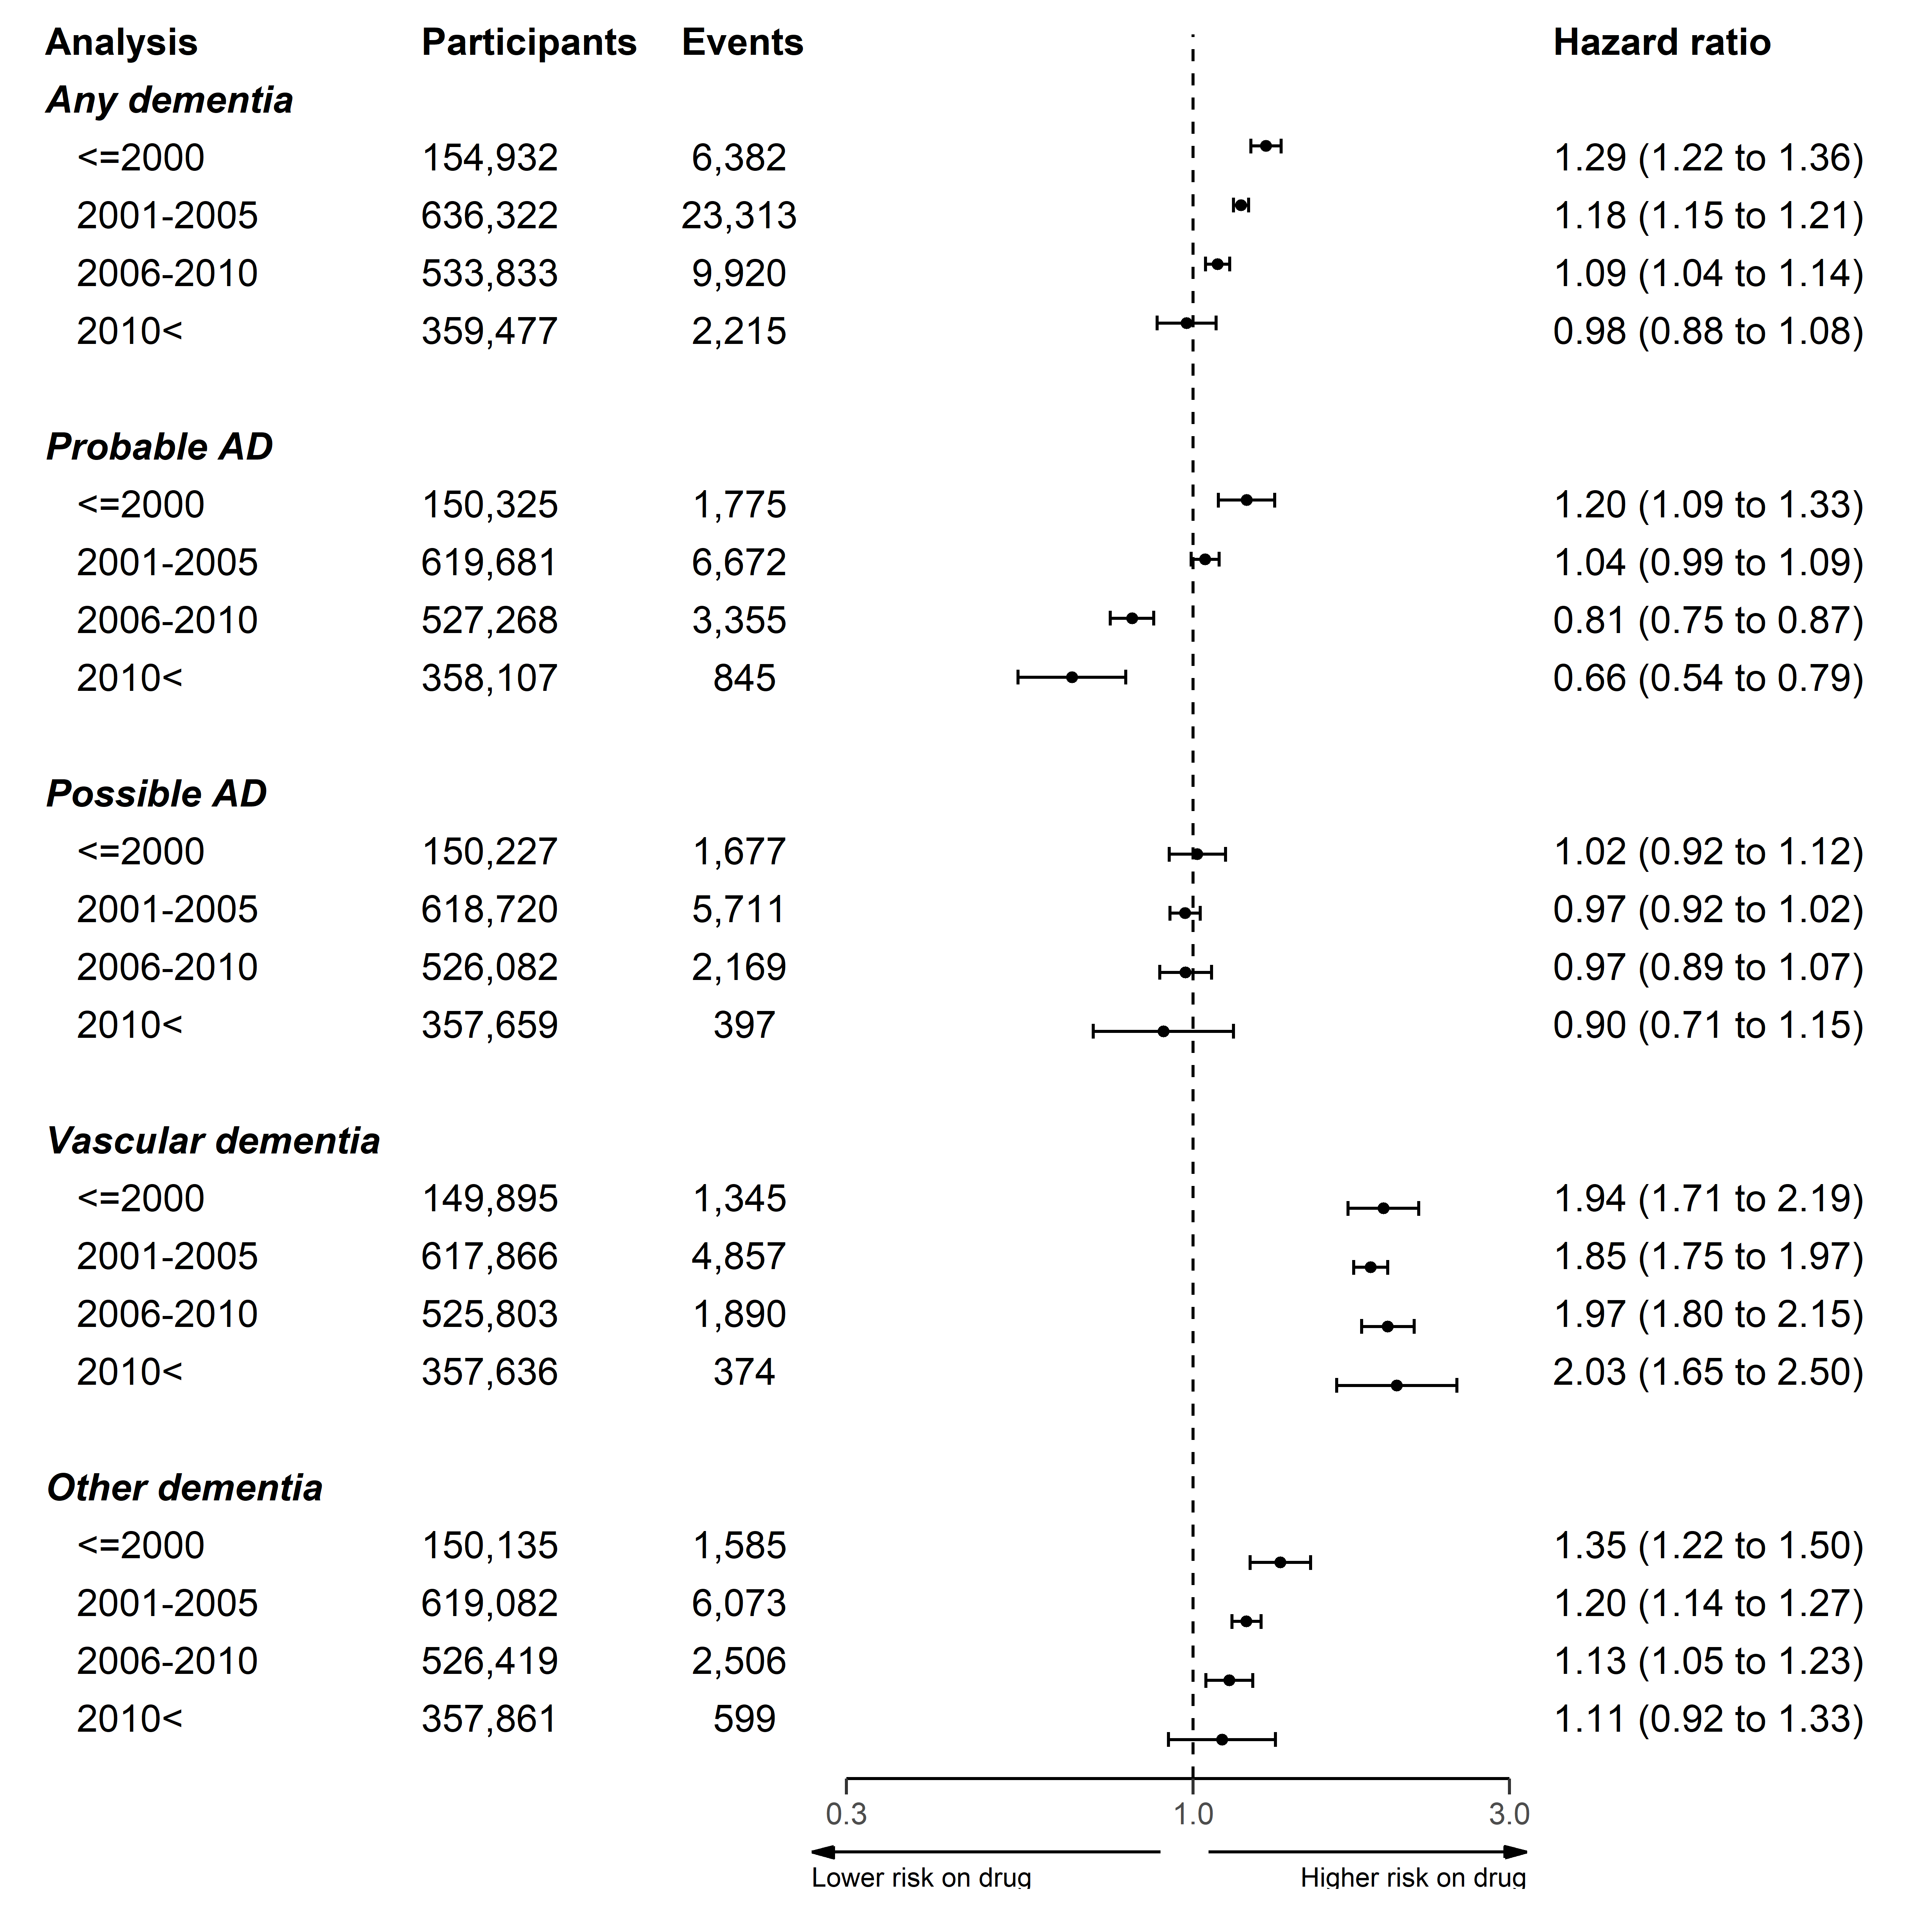 Analysis Participants Events Hazard ratio
Any dementia
<=2000 154,932 6,382 1.29 (1.22 to 1.36)
2001-2005 636,322 23,313 1.18 (1.15 to 1.21)
2006-2010 533,833 9,920 1.09 (1.04 to 1.14)
2010< 359,477 2,215 0.98 (0.88 to 1.08)
Probable AD
<=2000 150,325 1,775 1.20 (1.09 to 1.33)
2001-2005 619,681 6,672 1.04 (0.99 to 1.09)
2006-2010 527,268 3,355 0.81 (0.75 to 0.87)
2010< 358,107 845 0.66 (0.54 to 0.79)
Possible AD
<=2000 150,227 1,677 1.02 (0.92 to 1.12)
2001-2005 618,720 5,711 0.97 (0.92 to 1.02)
2006-2010 526,082 2,169 0.97 (0.89 to 1.07)
2010< 357,659 397 0.90 (0.71 to 1.15)
Vascular dementia
<=2000 149,895 1,345 1.94 (1.71 to 2.19)
2001-2005 617,866 4,857 1.85 (1.75 to 1.97)
2006-2010 525,803 1,890 1.97 (1.80 to 2.15)
2010< 357,636 374 2.03 (1.65 to 2.50)
Other dementia
<=2000 150,135 1,585 1.35 (1.22 to 1.50)
2001-2005 619,082 6,073 1.20 (1.14 to 1.27)
2006-2010 526,419 2,506 1.13 (1.05 to 1.23)
2010< 357,861 599 1.11 (0.92 to 1.33)
0.3 1.0 3.0
Lower risk on drug Higher risk on drug